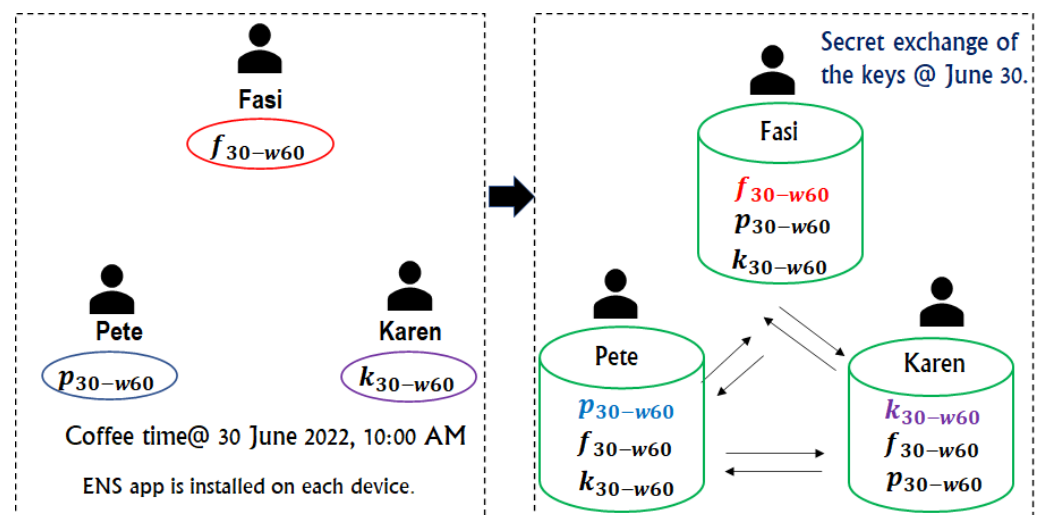 Fasi
f30−w60
Pete
p30−w60
Karen
k30−w60
Coffee time@ 30 June 2022, 10:00 AM
ENS app is installed on each device.
Secret exchange of
the keys @ June 30.
Fasi
f30−w60
p30−w60
k30−w60
Pete
p30−w60
f30−w60
k30−w60
Karen
k30−w60
f30−w60
p30−w60